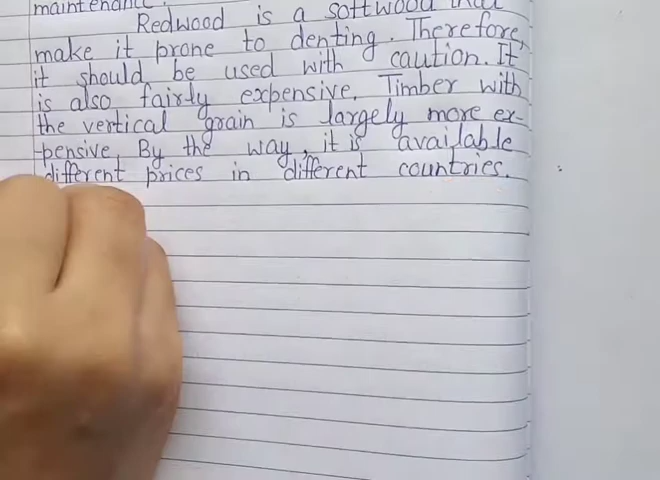 maintenance.
Redwood is a softwood that
make it prone to denting. Therefore,
it should be used with caution. It
is also fairly expensive. Timber with
the vertical grain is largely more ex-
pensive. By the way, it is available
different prices in different countries.